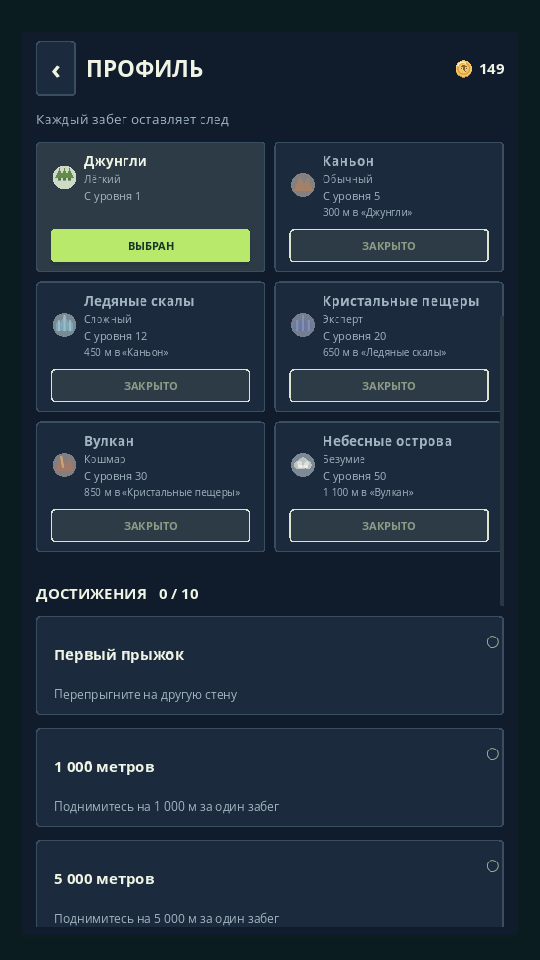 ‹ ПРОФИЛЬ 149
Каждый забег оставляет след
Джунгли
Лёгкий
С уровня 1
ВЫБРАН
Каньон
Обычный
С уровня 5
300 м в «Джунгли»
ЗАКРЫТО
Ледяные скалы
Сложный
С уровня 12
450 м в «Каньон»
ЗАКРЫТО
Кристальные пещеры
Эксперт
С уровня 20
650 м в «Ледяные скалы»
ЗАКРЫТО
Вулкан
Кошмар
С уровня 30
850 м в «Кристальные пещеры»
ЗАКРЫТО
Небесные острова
Безумие
С уровня 50
1 100 м в «Вулкан»
ЗАКРЫТО
ДОСТИЖЕНИЯ 0 / 10
Первый прыжок
Перепрыгните на другую стену
1 000 метров
Поднимитесь на 1 000 м за один забег
5 000 метров
Поднимитесь на 5 000 м за один забег